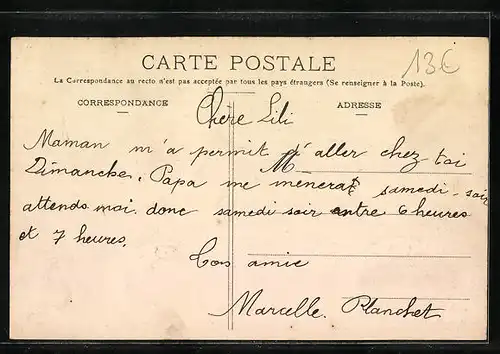 CARTE POSTALE
13€
La Correspondance au recto n'est pas acceptée par tous les pays étrangers (Se renseigner à la Poste).
CORRESPONDANCE
ADRESSE
Chere Lili
Maman m'a permit d'aller chez toi
M
Dimanche. Papa me menerat samedi-soir
attends moi donc samedi soir entre 6 heures
et 7 heures.
Ton amie
Marcelle. Planchet